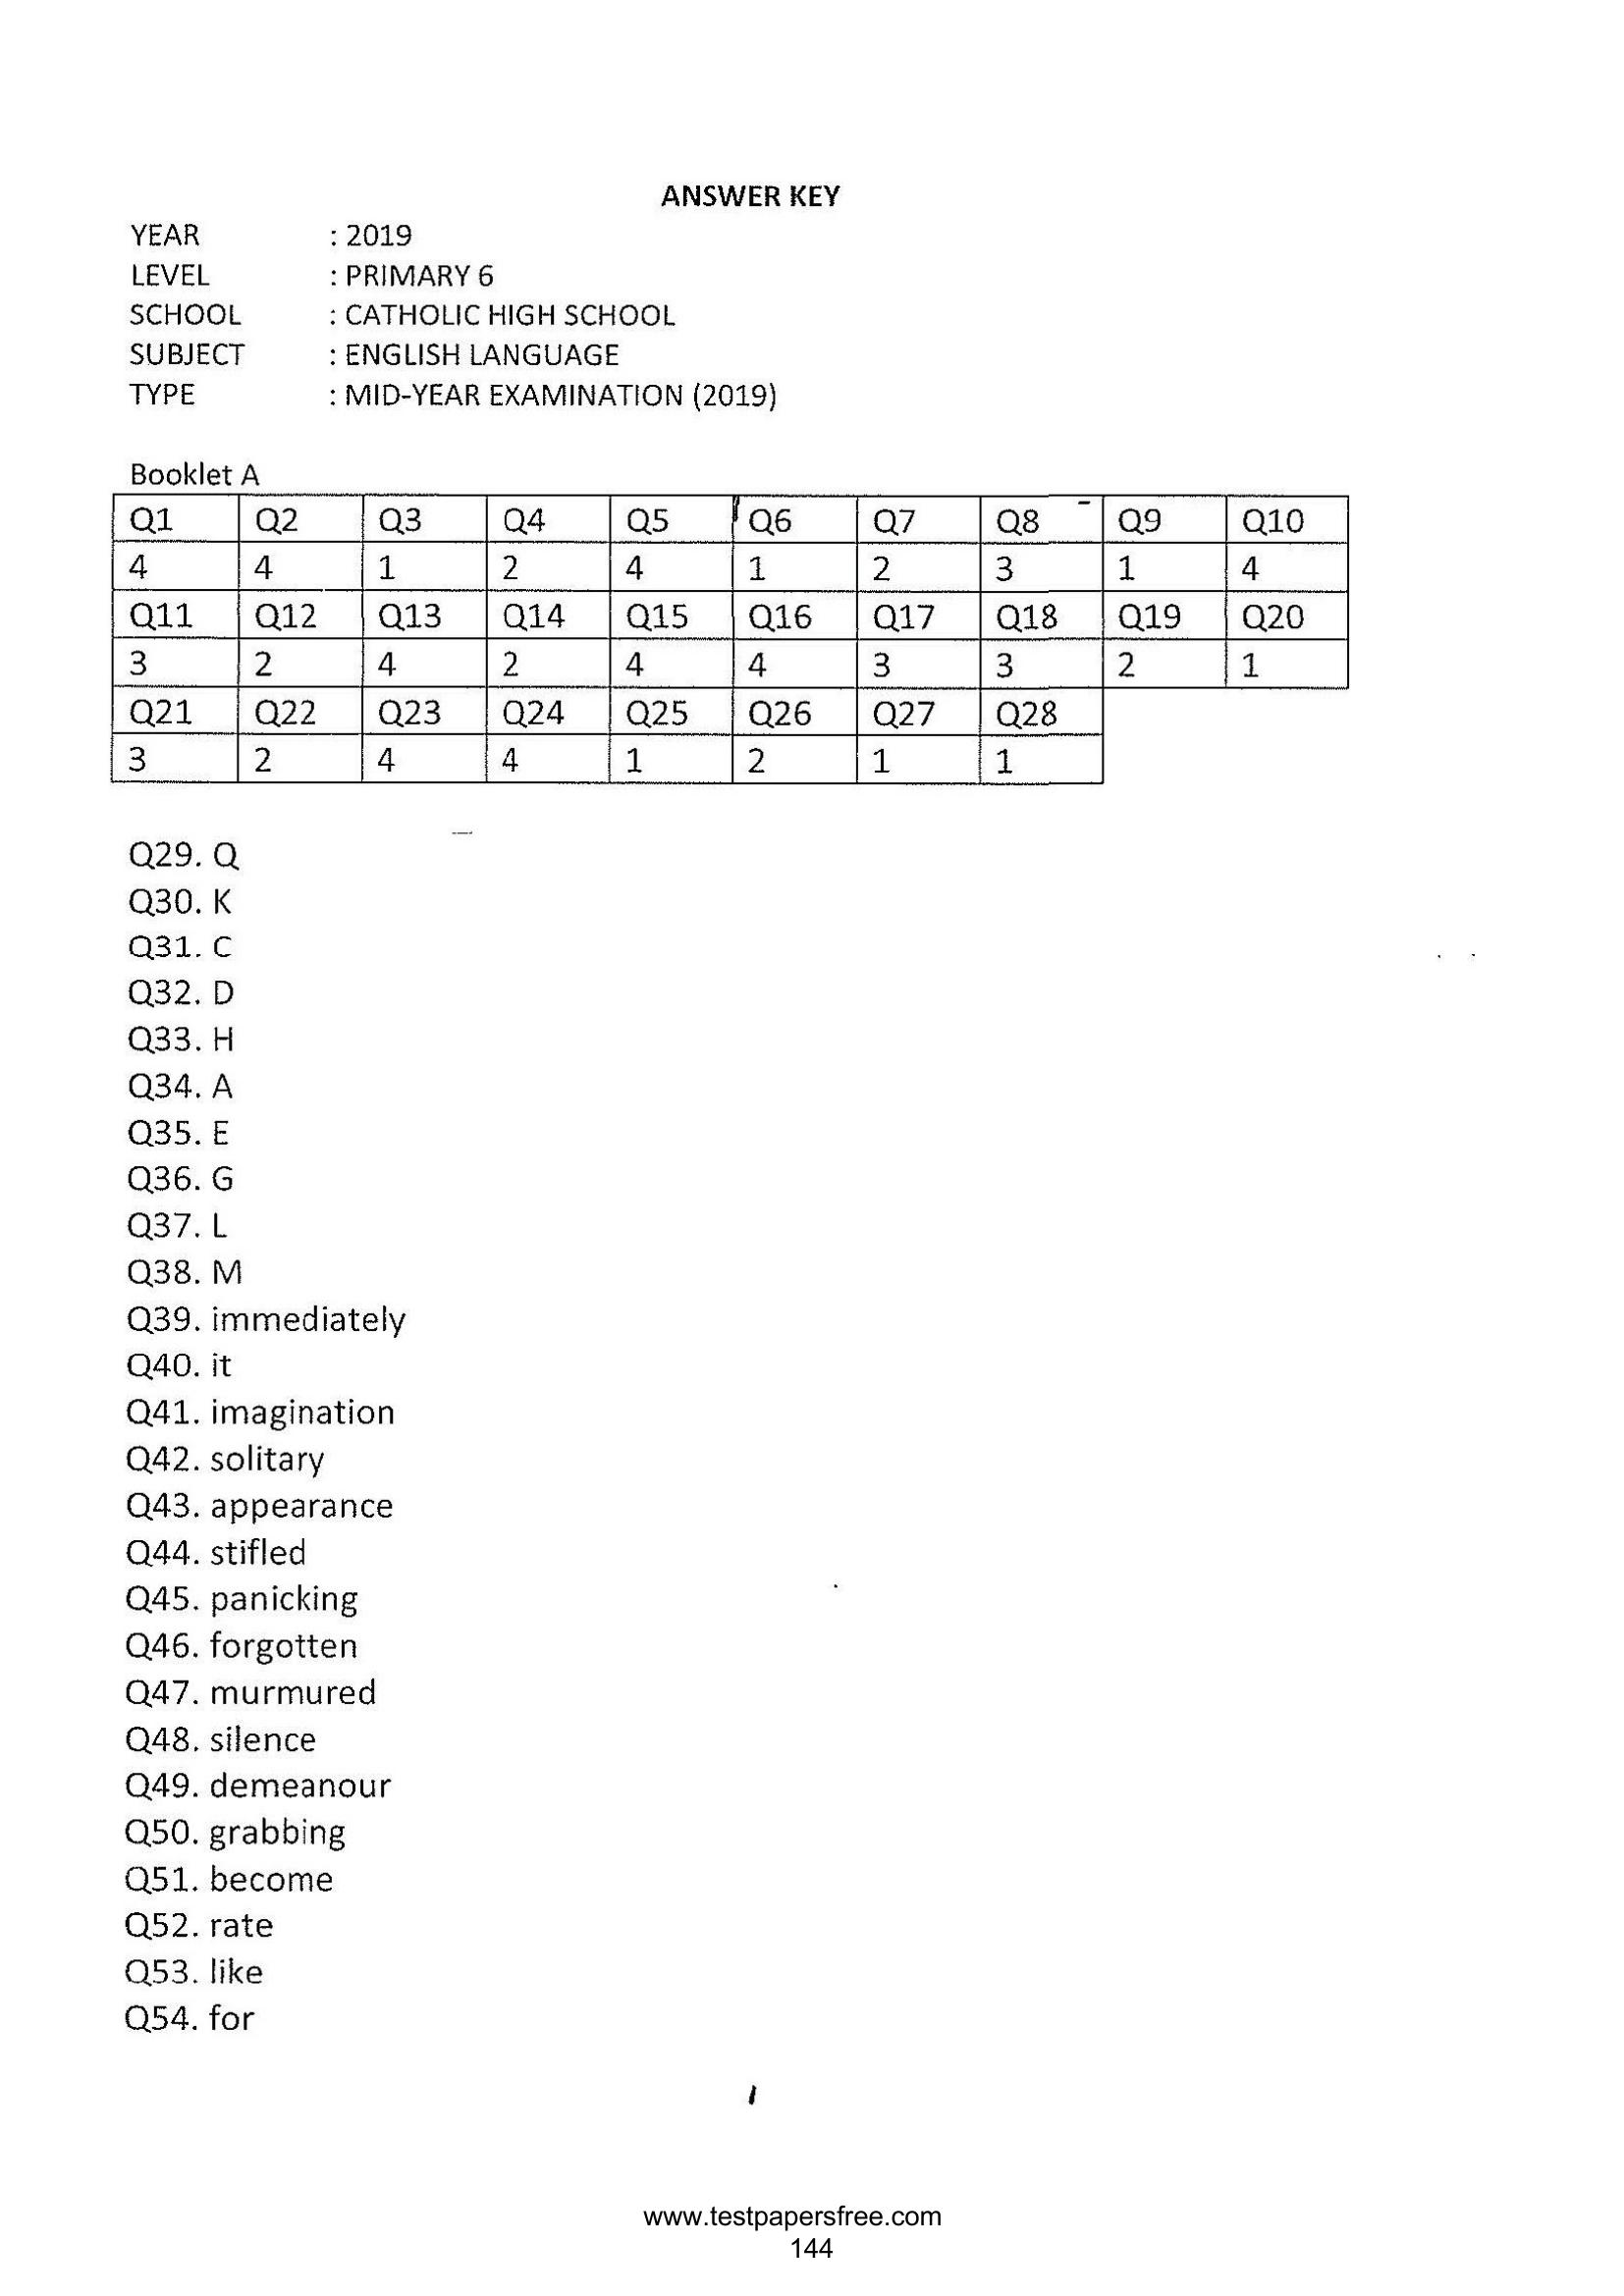 ANSWER KEY
YEAR : 2019
LEVEL : PRIMARY 6
SCHOOL : CATHOLIC HIGH SCHOOL
SUBJECT : ENGLISH LANGUAGE
TYPE : MID-YEAR EXAMINATION (2019)
Booklet A
Q1 Q2 Q3 Q4 Q5 Q6 Q7 Q8 Q9 Q10
4 4 1 2 4 1 2 3 1 4
Q11 Q12 Q13 Q14 Q15 Q16 Q17 Q18 Q19 Q20
3 2 4 2 4 4 3 3 2 1
Q21 Q22 Q23 Q24 Q25 Q26 Q27 Q28
3 2 4 4 1 2 1 1
Q29. Q
Q30. K
Q31. C
Q32. D
Q33. H
Q34. A
Q35. E
Q36. G
Q37. L
Q38. M
Q39. immediately
Q40. it
Q41. imagination
Q42. solitary
Q43. appearance
Q44. stifled
Q45. panicking
Q46. forgotten
Q47. murmured
Q48. silence
Q49. demeanour
Q50. grabbing
Q51. become
Q52. rate
Q53. like
Q54. for
www.testpapersfree.com
144